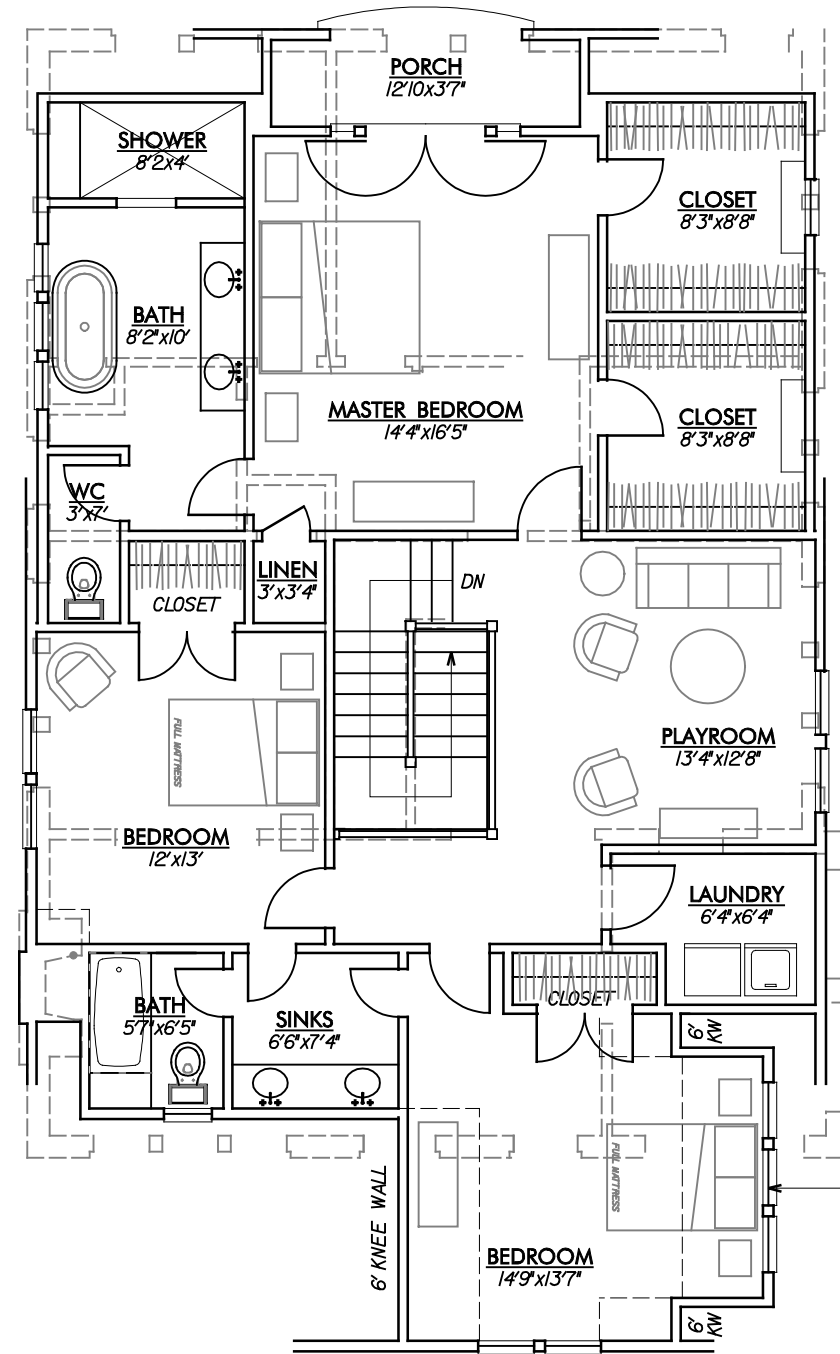 PORCH
12'10x3'7"
SHOWER
8'2x4'
CLOSET
8'3"x8'8"
BATH
8'2"x10'
MASTER BEDROOM
14'4"x16'5"
CLOSET
8'3"x8'8"
WC
3'x7'
LINEN
3'x3'4"
CLOSET
DN
FULL MATTRESS
PLAYROOM
13'4"x12'8"
BEDROOM
12'x13'
LAUNDRY
6'4"x6'4"
BATH
5'7"x6'5"
SINKS
6'6"x7'4"
CLOSET
6'
KW
FULL MATTRESS
6' KNEE WALL
BEDROOM
14'9"x13'7"
6'
KW